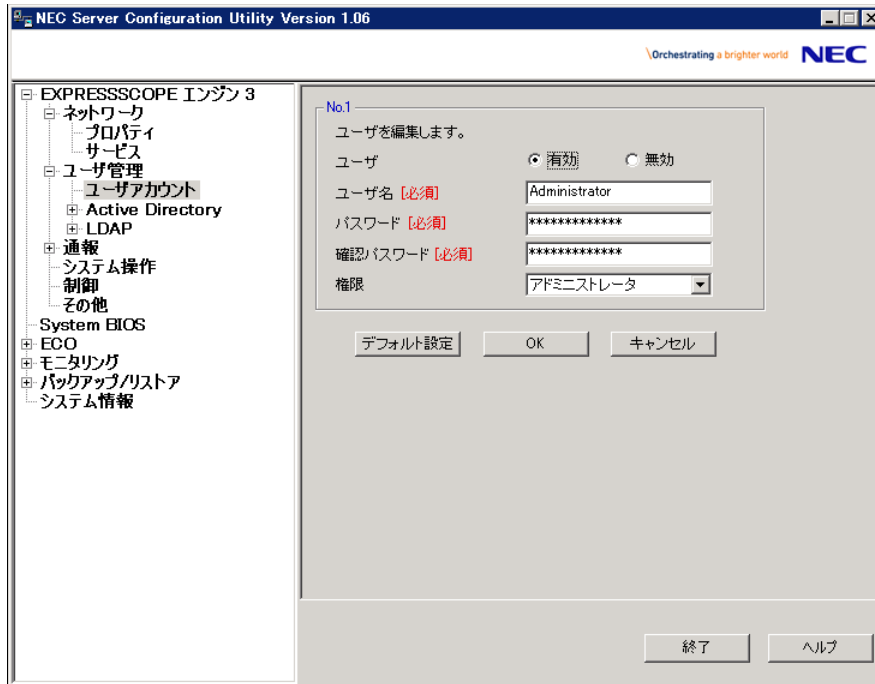 NEC Server Configuration Utility Version 1.06
\Orchestrating a brighter world NEC
EXPRESSSCOPE エンジン 3
ネットワーク
プロパティ
サービス
ユーザ管理
ユーザアカウント
Active Directory
LDAP
通報
システム操作
制御
その他
System BIOS
ECO
モニタリング
バックアップ/リストア
システム情報
No.1
ユーザを編集します。
ユーザ 有効 無効
ユーザ名 [必須] Administrator
パスワード [必須] *************
確認パスワード [必須] *************
権限 アドミニストレータ
デフォルト設定 OK キャンセル
終了 ヘルプ